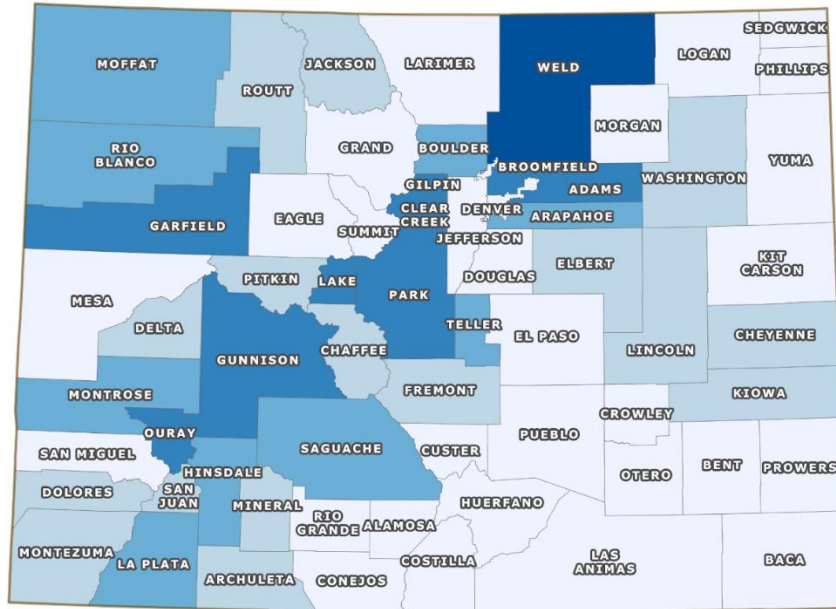 SEDGWICK
MOFFAT
JACKSON
LARIMER
LOGAN
WELD
PHILLIPS
ROUTT
MORGAN
RIO
BLANCO
GRAND
BOULDER
YUMA
BROOMFIELD
WASHINGTON
GILPIN
ADAMS
GARFIELD
CLEAR
CREEK
DENVER
ARAPAHOE
EAGLE
SUMMIT
JEFFERSON
ELBERT
KIT
CARSON
PITKIN
LAKE
PARK
DOUGLAS
MESA
DELTA
TELLER
EL PASO
CHEYENNE
GUNNISON
CHAFFEE
LINCOLN
FREMONT
KIOWA
MONTROSE
CROWLEY
OURAY
SAGUACHE
PUEBLO
SAN MIGUEL
CUSTER
HINSDALE
OTERO
BENT
PROWERS
DOLORES
SAN
JUAN
MINERAL
HUERFANO
RIO
GRANDE
ALAMOSA
MONTEZUMA
LA PLATA
COSTILLA
LAS
ANIMAS
BACA
ARCHULETA
CONEJOS